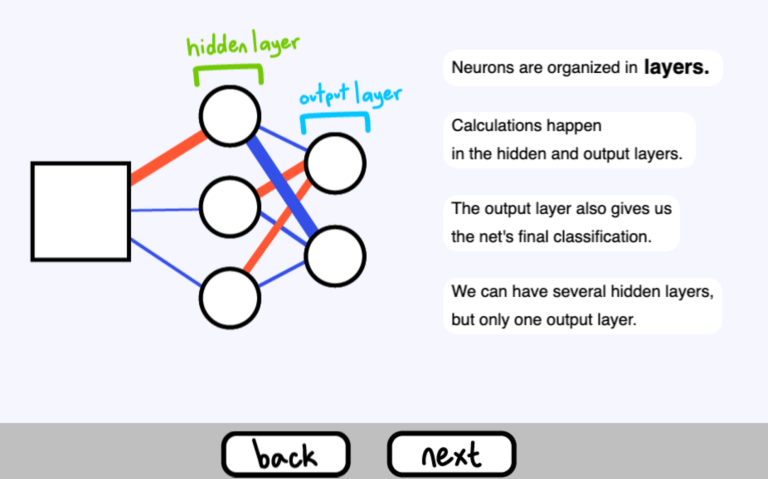 hidden layer
output layer
Neurons are organized in layers.
Calculations happen
in the hidden and output layers.
The output layer also gives us
the net's final classification.
We can have several hidden layers,
but only one output layer.
back
next